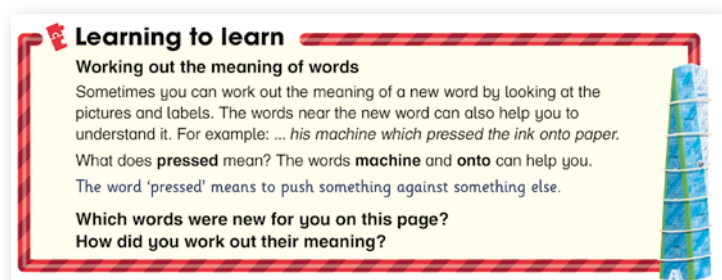 Learning to learn
Working out the meaning of words
Sometimes you can work out the meaning of a new word by looking at the
pictures and labels. The words near the new word can also help you to
understand it. For example: ... his machine which pressed the ink onto paper.
What does pressed mean? The words machine and onto can help you.
The word ‘pressed’ means to push something against something else.
Which words were new for you on this page?
How did you work out their meaning?